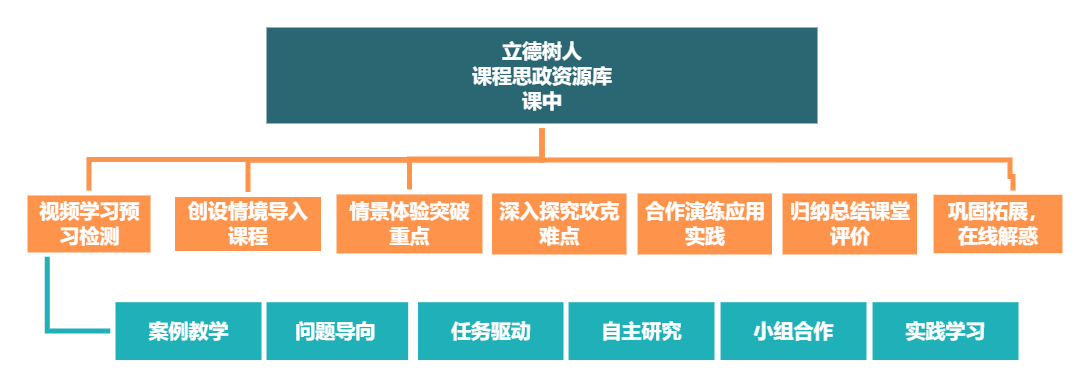 立德树人
课程思政资源库
课中
视频学习预
习检测
创设情境导入
课程
情景体验突破
重点
深入探究攻克
难点
合作演练应用
实践
归纳总结课堂
评价
巩固拓展，
在线解惑
案例教学
问题导向
任务驱动
自主研究
小组合作
实践学习